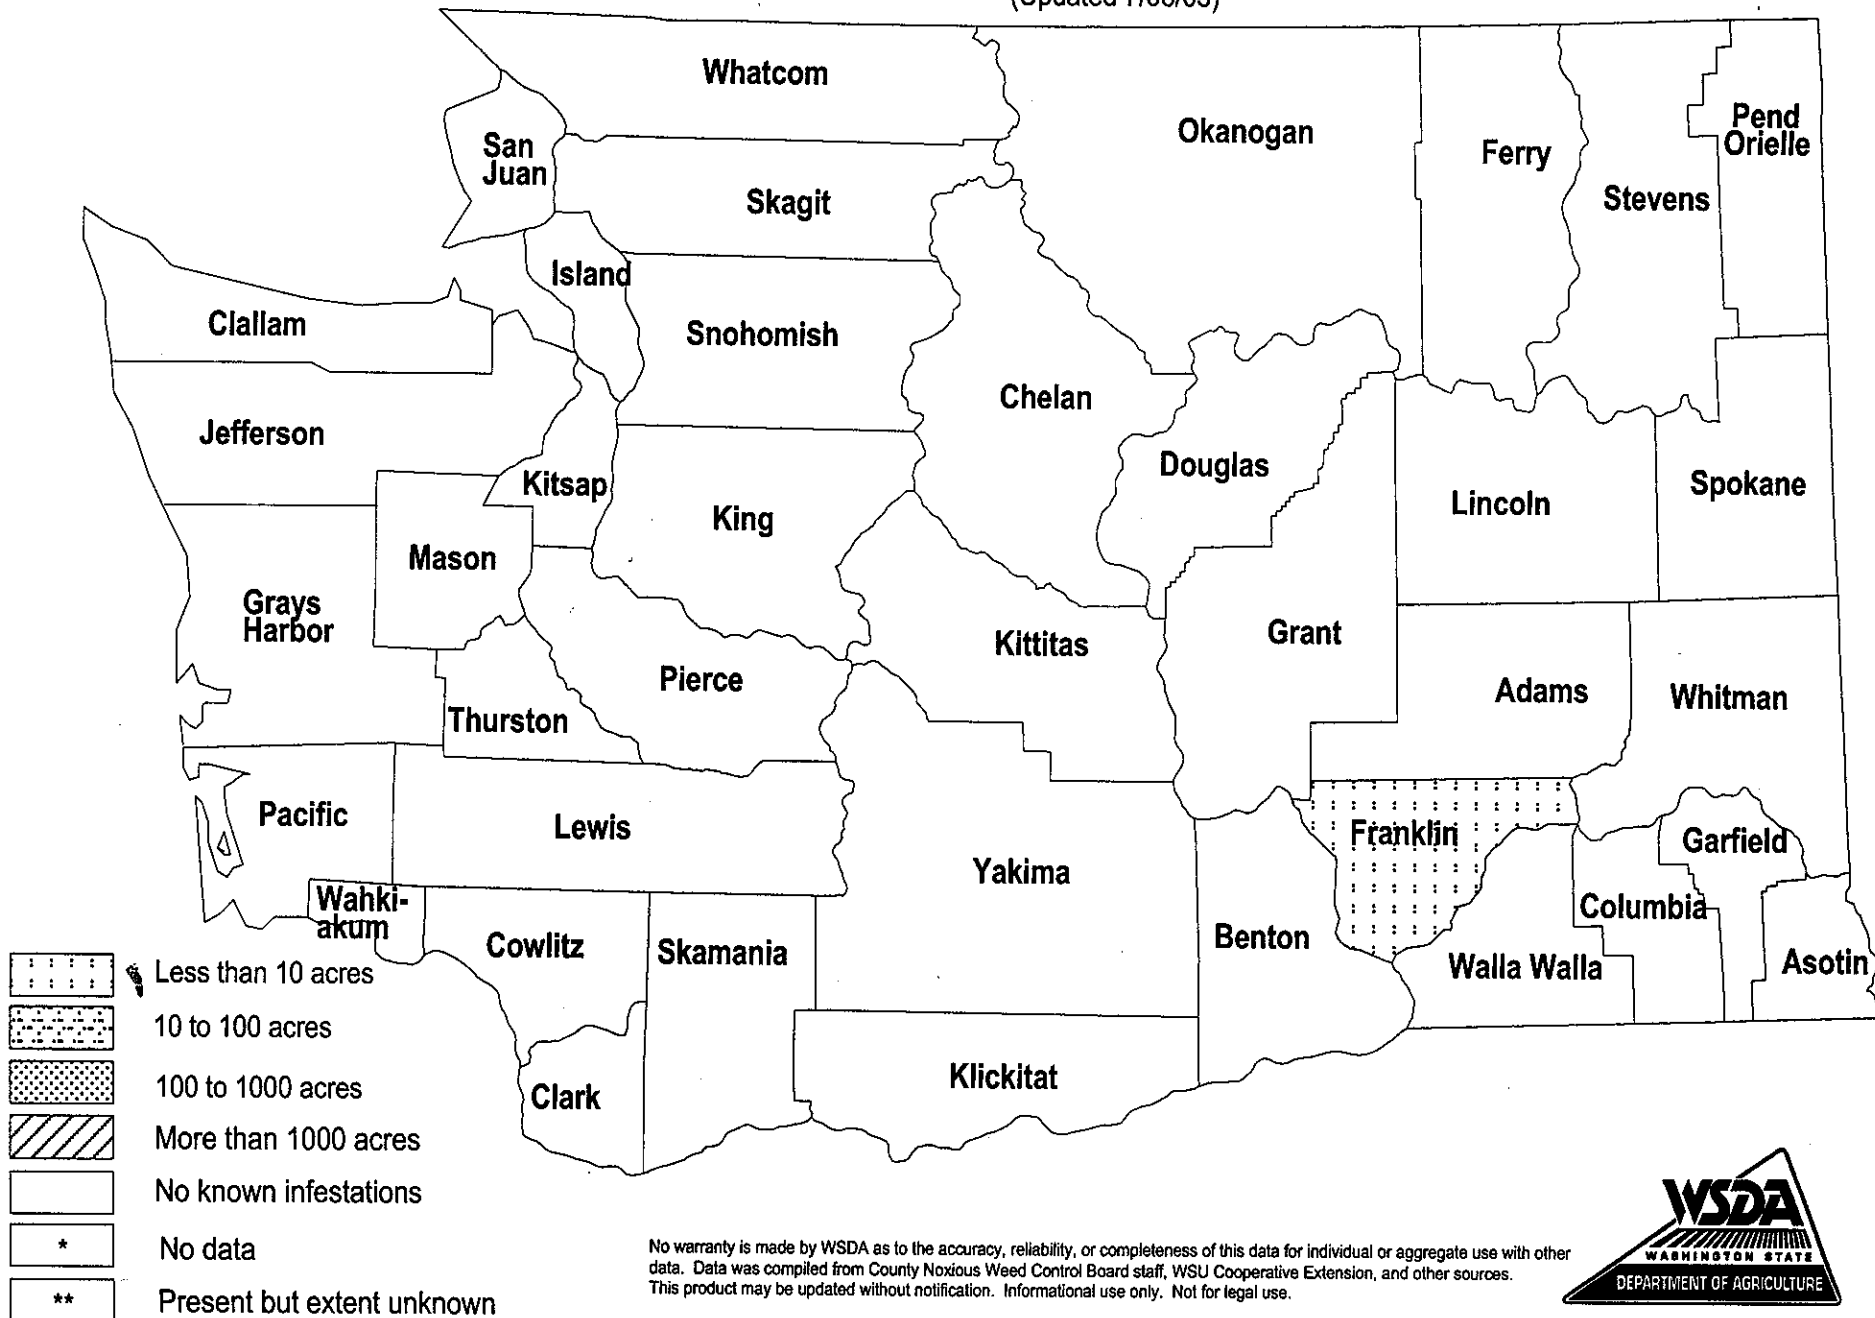 Whatcom
Okanogan
Pend
Orielle
San
Juan
Ferry
Skagit
Stevens
Island
Clallam
Snohomish
Chelan
Jefferson
Douglas
Kitsap
Spokane
Lincoln
King
Mason
Grays
Harbor
Grant
Kittitas
Pierce
Adams
Whitman
Thurston
Pacific
Lewis
Franklin
Garfield
Yakima
Wahki-
akum
Columbia
Cowlitz
Skamania
Benton
Walla Walla
Asotin
Klickitat
Clark
Less than 10 acres
10 to 100 acres
100 to 1000 acres
More than 1000 acres
No known infestations
* No data
** Present but extent unknown
No warranty is made by WSDA as to the accuracy, reliability, or completeness of this data for individual or aggregate use with other
data. Data was compiled from County Noxious Weed Control Board staff, WSU Cooperative Extension, and other sources.
This product may be updated without notification. Informational use only. Not for legal use.
WSDA
WASHINGTON STATE
DEPARTMENT OF AGRICULTURE